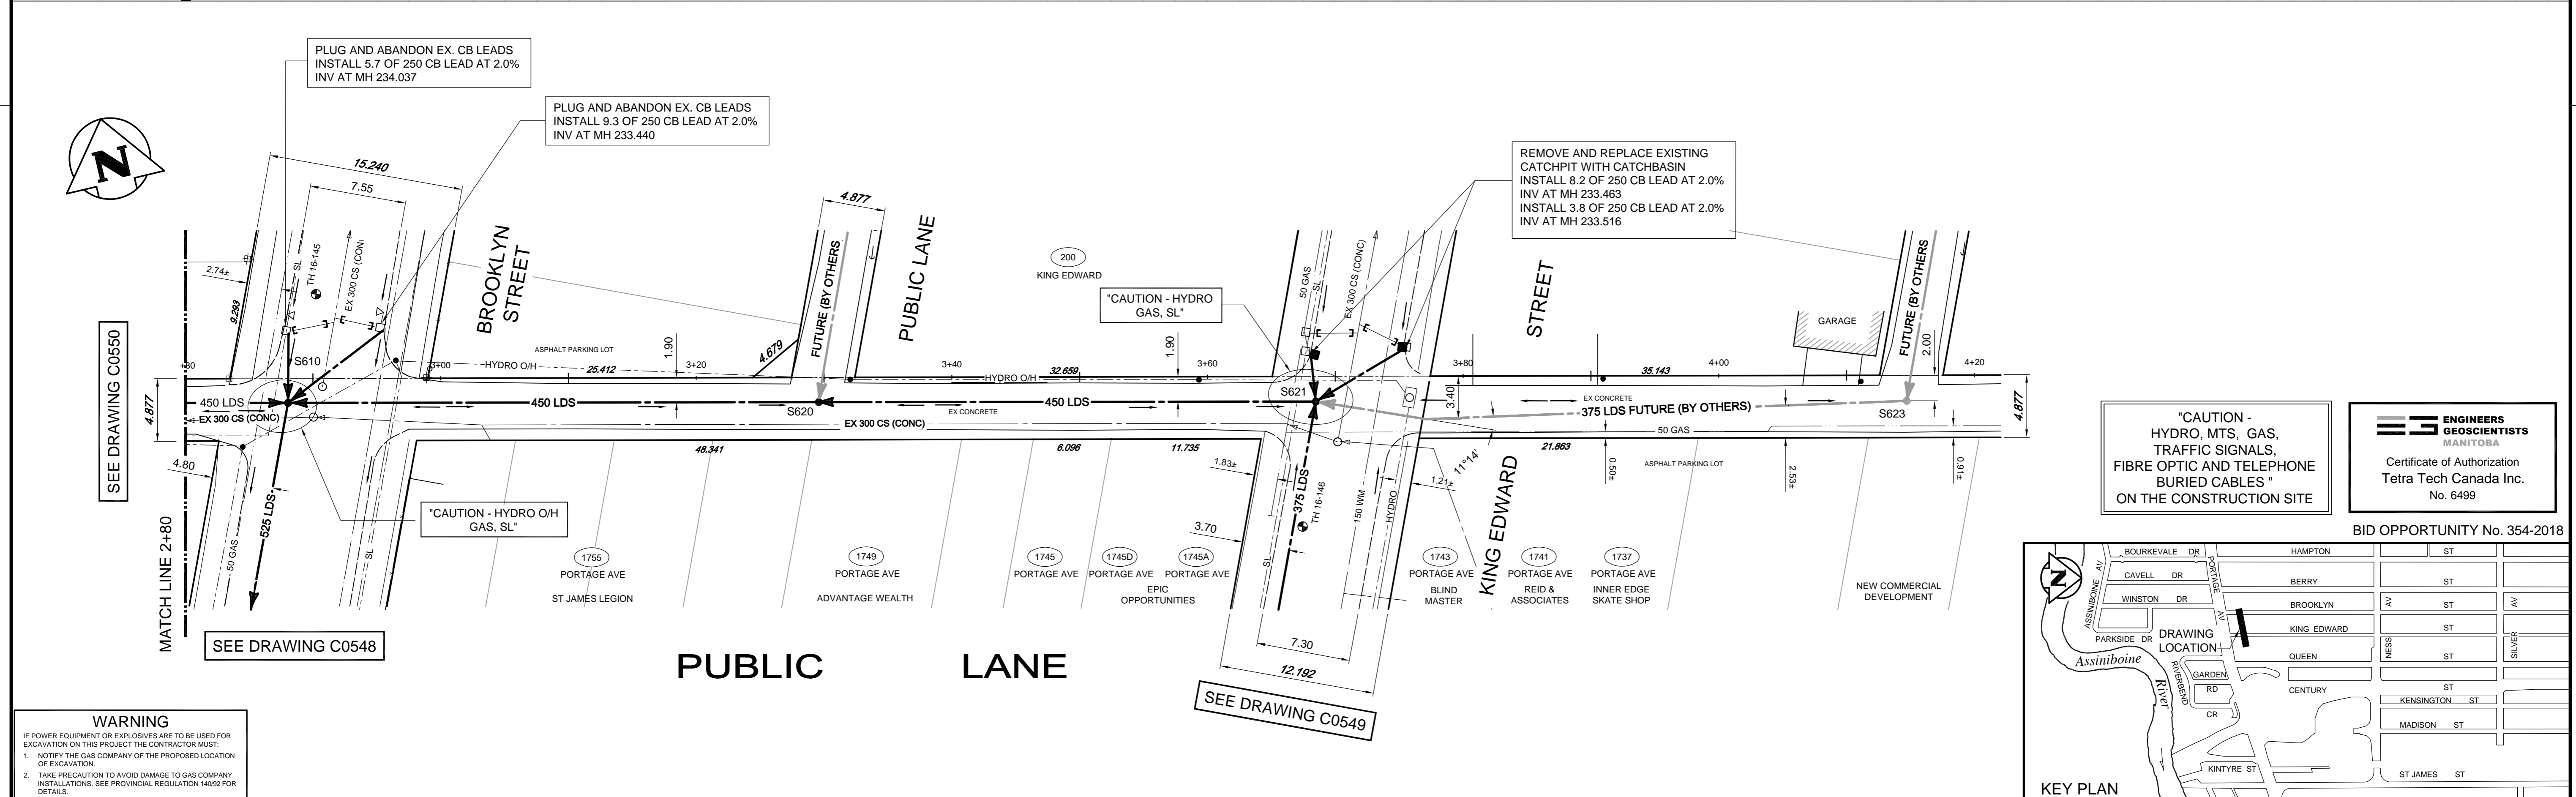 PLUG AND ABANDON EX. CB LEADS
INSTALL 5.7 OF 250 CB LEAD AT 2.0%
INV AT MH 234.037
PLUG AND ABANDON EX. CB LEADS
INSTALL 9.3 OF 250 CB LEAD AT 2.0%
INV AT MH 233.440
REMOVE AND REPLACE EXISTING
CATCHPIT WITH CATCHBASIN
INSTALL 8.2 OF 250 CB LEAD AT 2.0%
INV AT MH 233.463
INSTALL 3.8 OF 250 CB LEAD AT 2.0%
INV AT MH 233.516
N
15.240
7.55
2.74±
9.293
SL
TH 16-145
EX 300 CS (CON
BROOKLYN
STREET
4.877
FUTURE (BY OTHERS
PUBLIC LANE
200
KING EDWARD
"CAUTION - HYDRO
GAS, SL"
50 GAS
SL
EX 300 CS (CONC)
STREET
GARAGE
FUTURE (BY OTHERS
2.00
SEE DRAWING C0550
4.877
S610
3+00
HYDRO O/H
ASPHALT PARKING LOT
25.412
1.90
3+20
4.679
3+40
HYDRO O/H
32.659
1.90
3+60
3+80
35.143
4+00
4+20
450 LDS
EX 300 CS (CONC)
450 LDS
S620
450 LDS
EX CONCRETE
EX 300 CS (CONC)
S621
3.40
EX CONCRETE
375 LDS FUTURE (BY OTHERS)
S623
50 GAS
4.877
4.80
48.341
6.096
11.735
1.83±
11°14'
21.863
0.50±
ASPHALT PARKING LOT
2.53±
0.91±
MATCH LINE 2+80
50 GAS
525 LDS
SL
"CAUTION - HYDRO O/H
GAS, SL"
SEE DRAWING C0548
1755
PORTAGE AVE
ST JAMES LEGION
1749
PORTAGE AVE
ADVANTAGE WEALTH
1745
PORTAGE AVE
1745D
PORTAGE AVE
1745A
PORTAGE AVE
EPIC
OPPORTUNITIES
3.70
SL
375 LDS
TH 16-146
150 WM
HYDRO
1.21±
KING EDWARD
1743
PORTAGE AVE
BLIND
MASTER
1741
PORTAGE AVE
REID &
ASSOCIATES
1737
PORTAGE AVE
INNER EDGE
SKATE SHOP
NEW COMMERCIAL
DEVELOPMENT
PUBLIC LANE
7.30
12.192
SEE DRAWING C0549
"CAUTION -
HYDRO, MTS, GAS,
TRAFFIC SIGNALS,
FIBRE OPTIC AND TELEPHONE
BURIED CABLES "
ON THE CONSTRUCTION SITE
ENGINEERS
GEOSCIENTISTS
MANITOBA
Certificate of Authorization
Tetra Tech Canada Inc.
No. 6499
BID OPPORTUNITY No. 354-2018
N
BOURKEVALE DR
CAVELL DR
WINSTON DR
PARKSIDE DR
ASSINIBOINE AV
PORTAGE AV
DRAWING
LOCATION
HAMPTON ST
BERRY ST
BROOKLYN ST
KING EDWARD ST
QUEEN ST
CENTURY ST
KENSINGTON ST
MADISON ST
ST JAMES ST
NESS AV
SILVER AV
Assiniboine
River
RIVERBEND
GARDEN
RD
CR
KINTYRE ST
KEY PLAN
WARNING
IF POWER EQUIPMENT OR EXPLOSIVES ARE TO BE USED FOR
EXCAVATION ON THIS PROJECT THE CONTRACTOR MUST:
1. NOTIFY THE GAS COMPANY OF THE PROPOSED LOCATION
OF EXCAVATION.
2. TAKE PRECAUTION TO AVOID DAMAGE TO GAS COMPANY
INSTALLATIONS. SEE PROVINCIAL REGULATION 140/92 FOR
DETAILS.